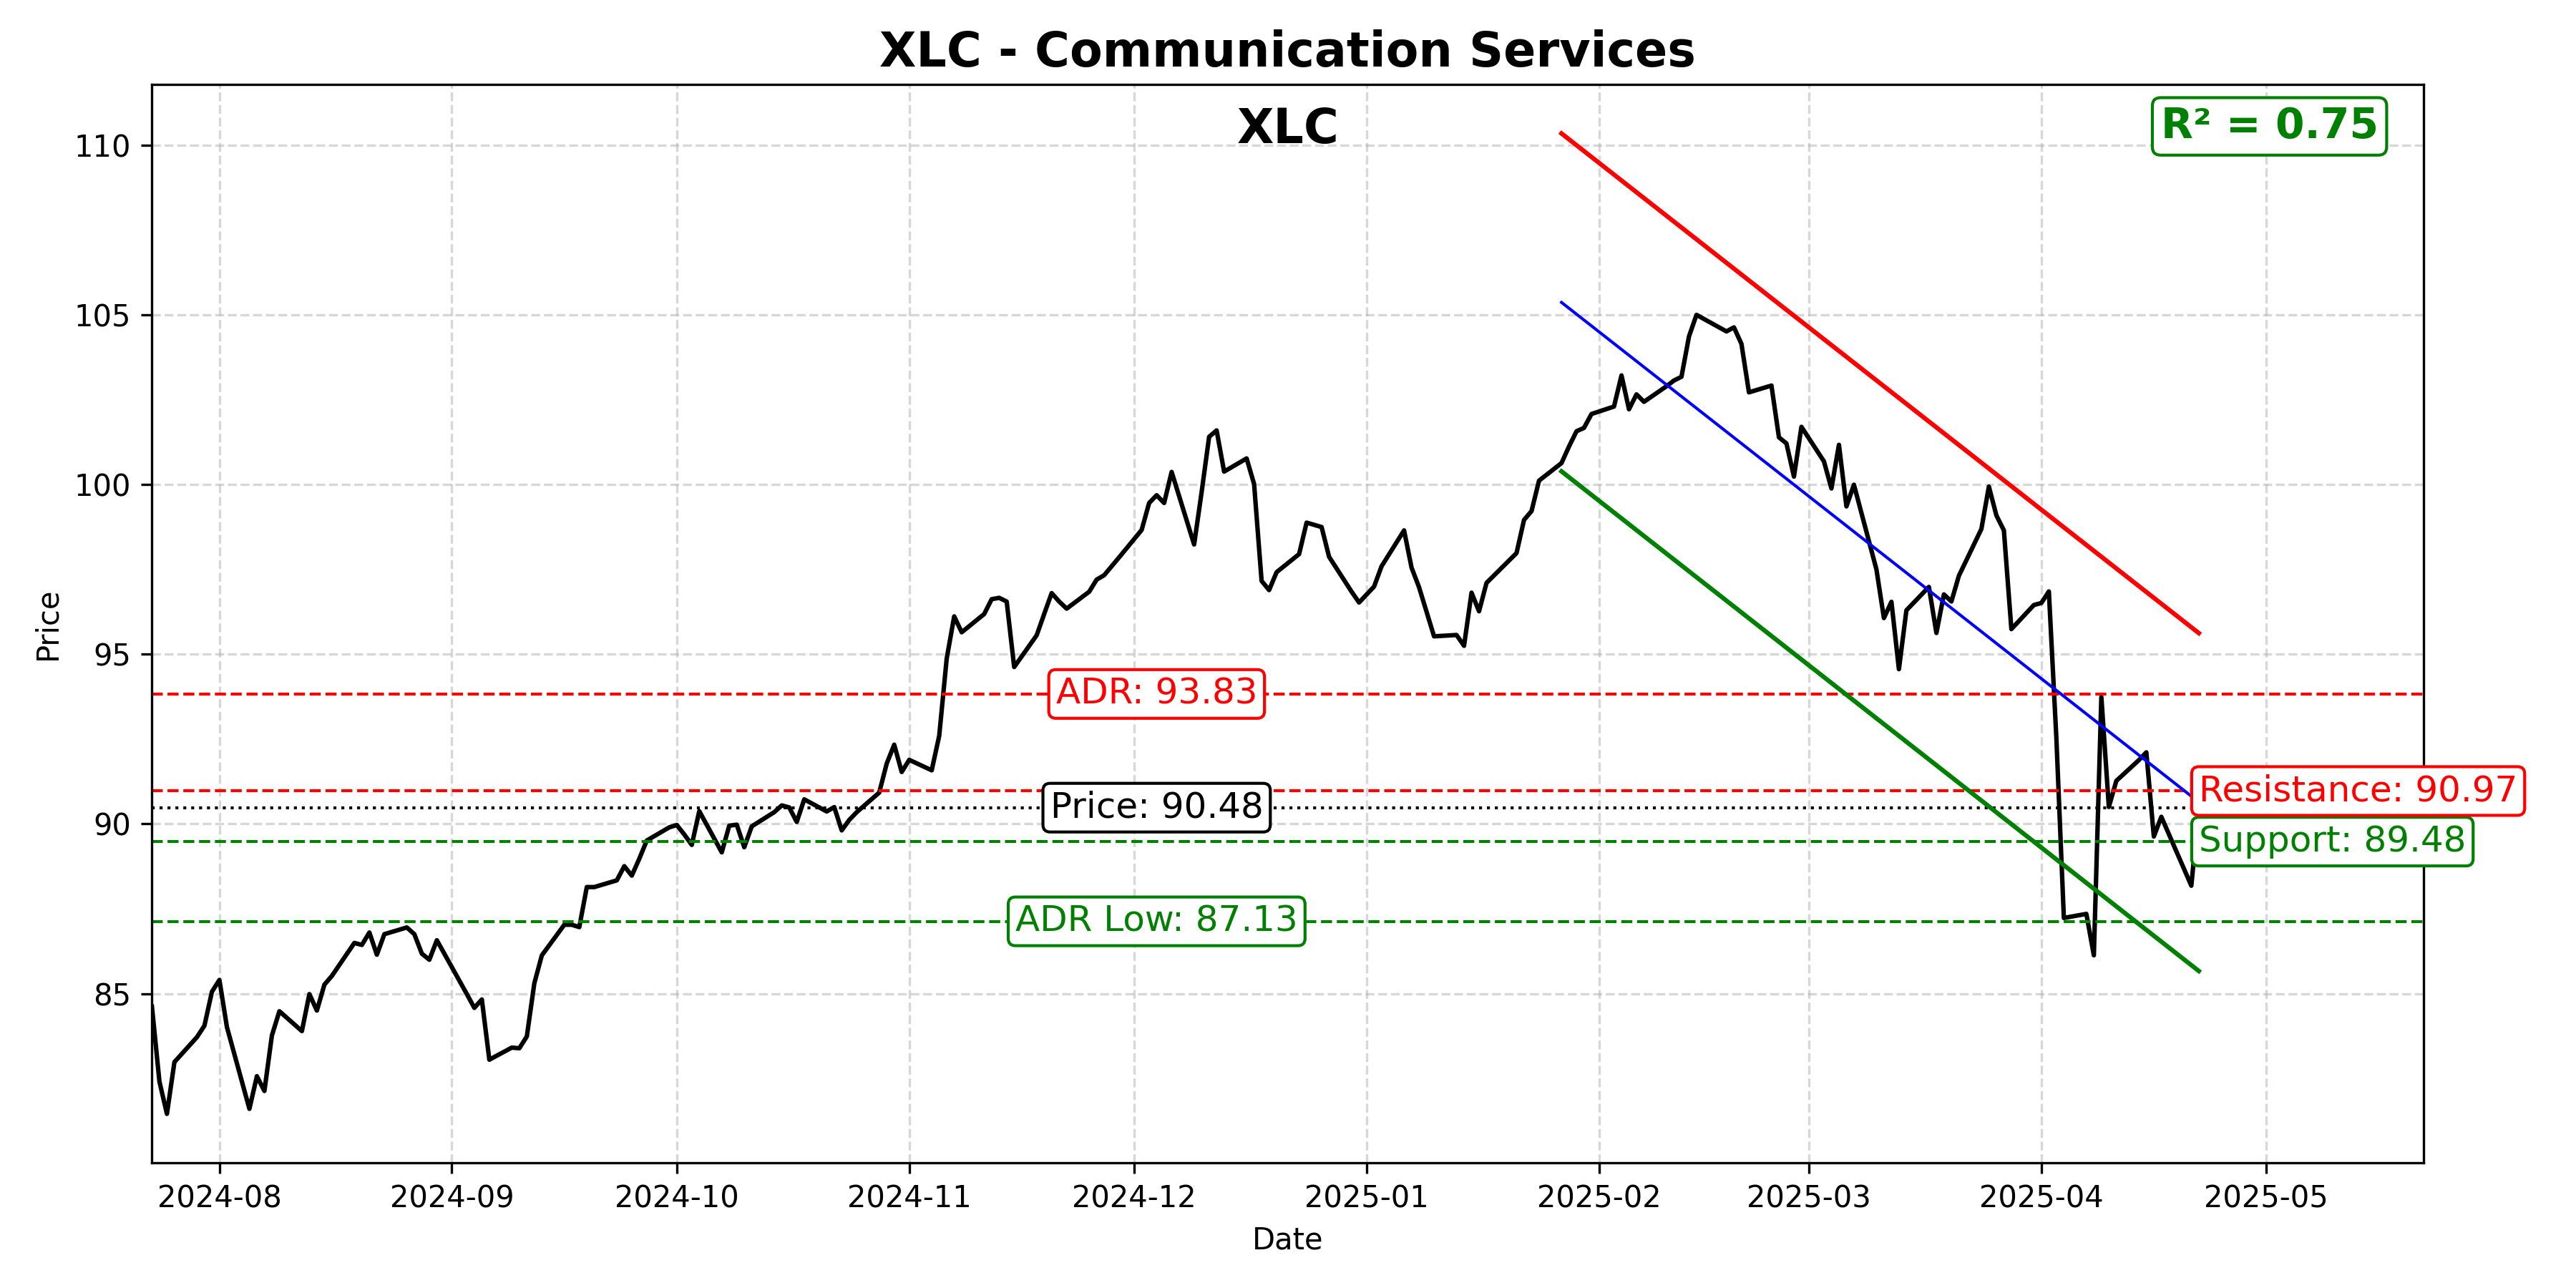 XLC - Communication Services
XLC
R² = 0.75
110
105
100
95
90
85
Price
ADR: 93.83
Price: 90.48
ADR Low: 87.13
Resistance: 90.97
Support: 89.48
2024-08
2024-09
2024-10
2024-11
2024-12
2025-01
2025-02
2025-03
2025-04
2025-05
Date